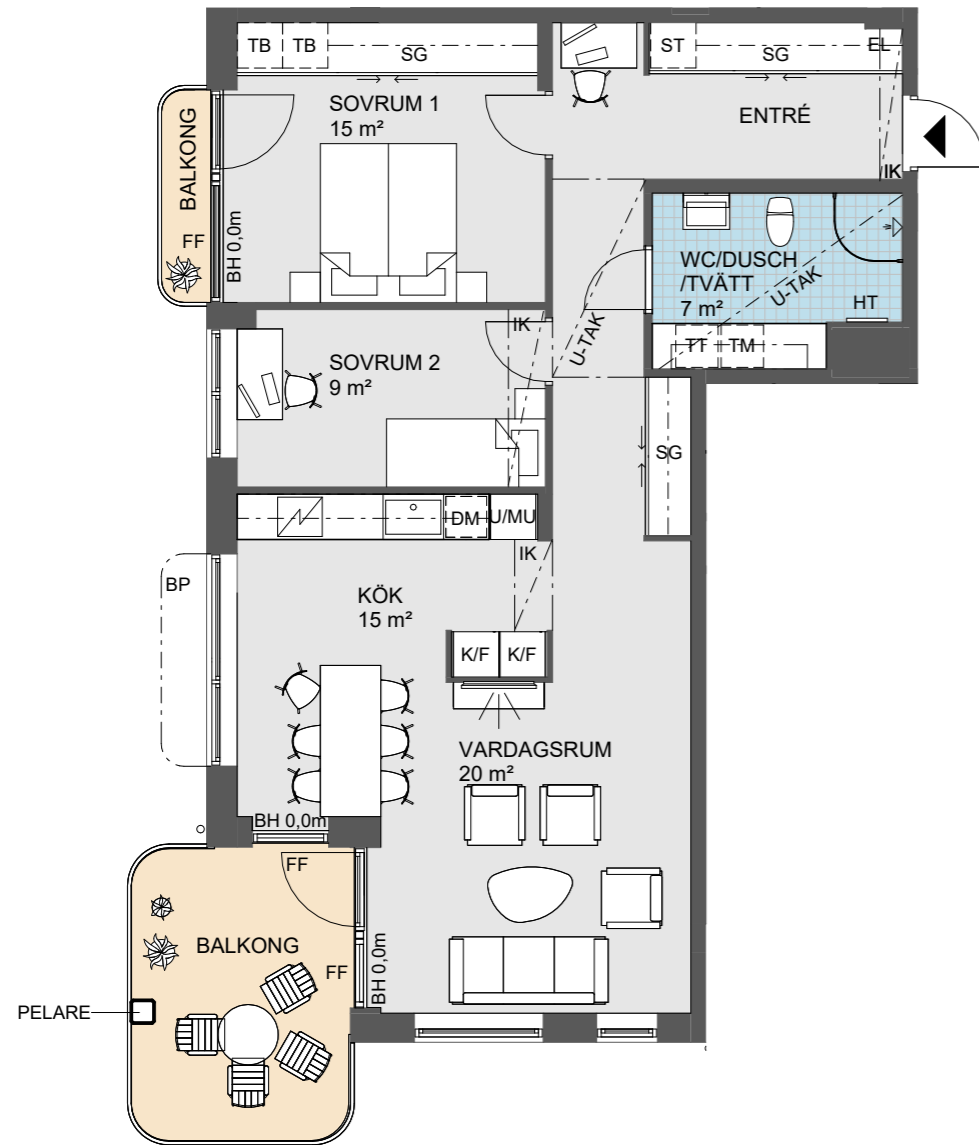 TB
TB
SG
ST
SG
EL
SOVRUM 1
15 m²
ENTRÉ
BALKONG
FF
BH 0,0m
IK
WC/DUSCH
/TVÄTT
7 m²
U-TAK
HT
TT
TM
U-TAK
IK
SOVRUM 2
9 m²
SG
DM
U/MU
IK
BP
KÖK
15 m²
K/F
K/F
VARDAGSRUM
20 m²
BH 0,0m
FF
BALKONG
FF
BH 0,0m
PELARE